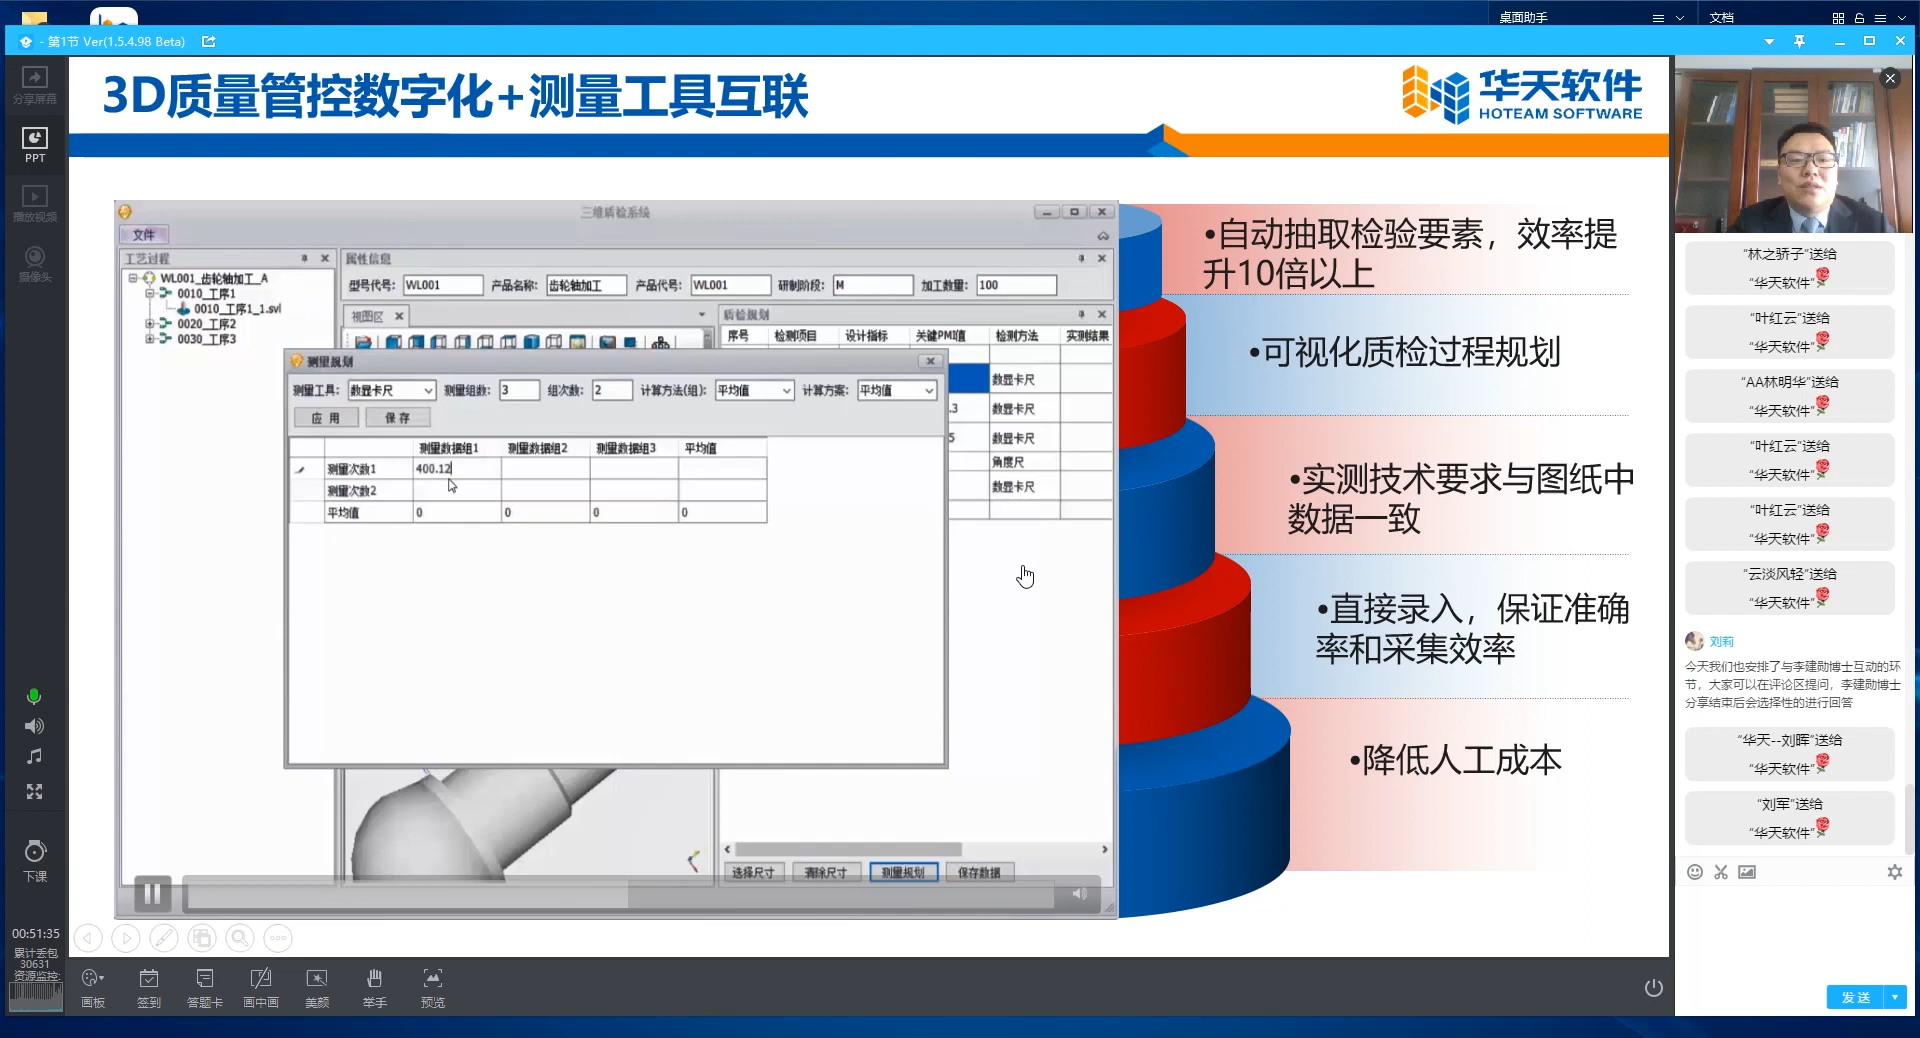 桌面助手
文档
- 第1节 Ver(1.5.4.98 Beta)
分享屏幕
PPT
播放视频
摄像头
下课
00:51:35
累计丢包
30631
资源监控:
3D质量管控数字化+测量工具互联
华天软件
HOTEAM SOFTWARE
三维质检系统
文件
工艺过程
WL001_齿轮轴加工_A
0010_工序1
0010_工序1_1.svl
0020_工序2
0030_工序3
属性信息
型号代号: WL001 产品名称: 齿轮轴加工 产品代号: WL001 研制阶段: M 加工数量: 100
视图区
质检规划
序号 检测项目 设计指标 关键PMI值 检测方法 实测结果
数显卡尺
.3 数显卡尺
5 数显卡尺
角度尺
数显卡尺
测量规划
测量工具: 数显卡尺 测量组数: 3 组次数: 2 计算方法(组): 平均值 计算方案: 平均值
应 用 保 存
测量数据组1 测量数据组2 测量数据组3 平均值
测量次数1 400.12
测量次数2
平均值 0 0 0 0
选择尺寸 清除尺寸 测量规划 保存数据
•自动抽取检验要素，效率提
升10倍以上
•可视化质检过程规划
•实测技术要求与图纸中
数据一致
•直接录入，保证准确
率和采集效率
•降低人工成本
画板 签到 答题卡 画中画 美颜 举手 预览
“林之骄子”送给
“华天软件”
“叶红云”送给
“华天软件”
“AA林明华”送给
“华天软件”
“叶红云”送给
“华天软件”
“叶红云”送给
“华天软件”
“云淡风轻”送给
“华天软件”
刘莉
今天我们也安排了与李建勋博士互动的环
节，大家可以在评论区提问，李建勋博士
分享结束后会选择性的进行回答
“华天--刘晖”送给
“华天软件”
“刘军”送给
“华天软件”
发送